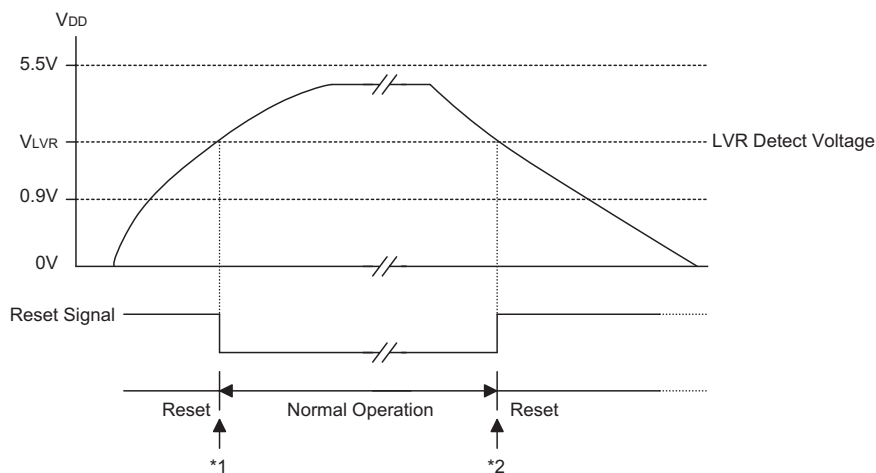 VDD
5.5V
VLVR
LVR Detect Voltage
0.9V
0V
Reset Signal
Reset
Normal Operation
Reset
*1
*2